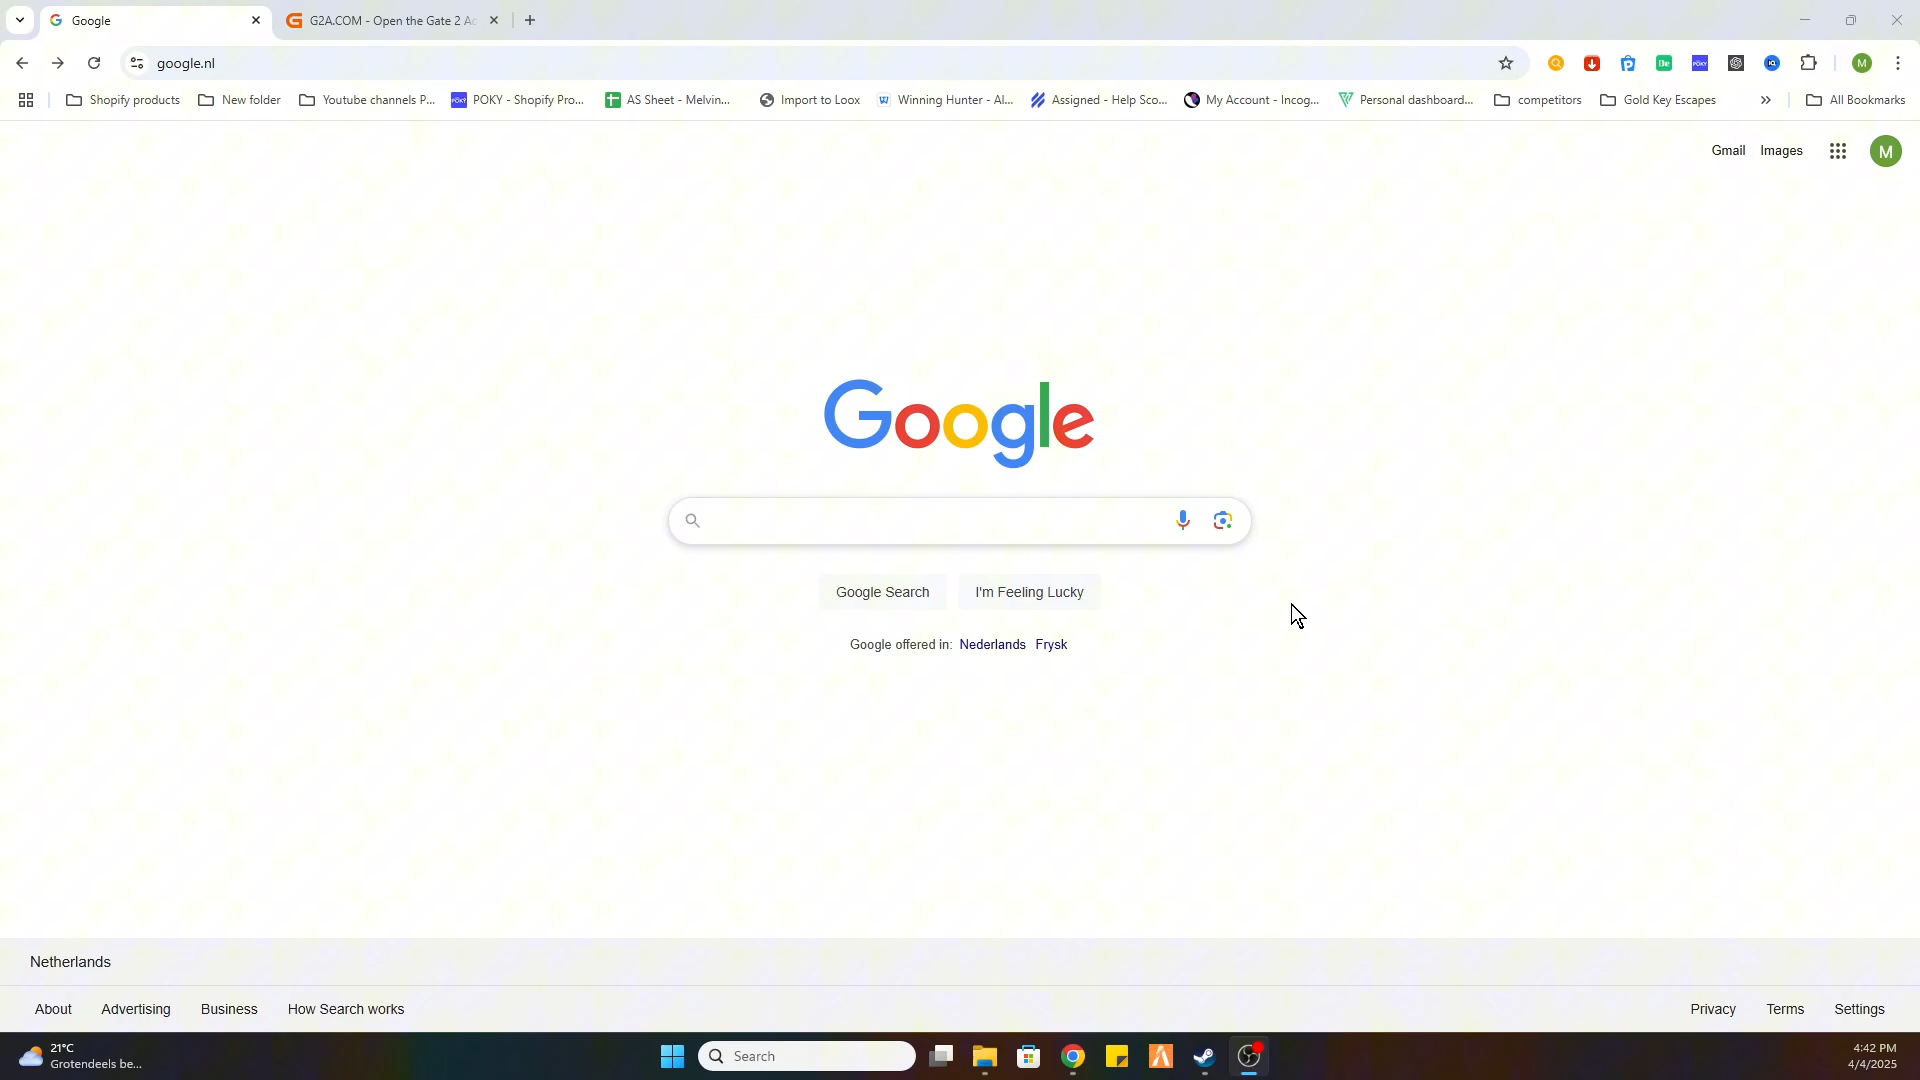 Google
G2A.COM - Open the Gate 2 Ac
google.nl
Shopify products
New folder
Youtube channels P...
POKY - Shopify Pro...
AS Sheet - Melvin...
Import to Loox
Winning Hunter - Al...
Assigned - Help Sco...
My Account - Incog...
Personal dashboard...
competitors
Gold Key Escapes
All Bookmarks
Gmail
Images
M
Google
Google Search
I'm Feeling Lucky
Google offered in: Nederlands Frysk
Netherlands
About
Advertising
Business
How Search works
Privacy
Terms
Settings
21°C
Grotendeels be...
Search
4:42 PM
4/4/2025